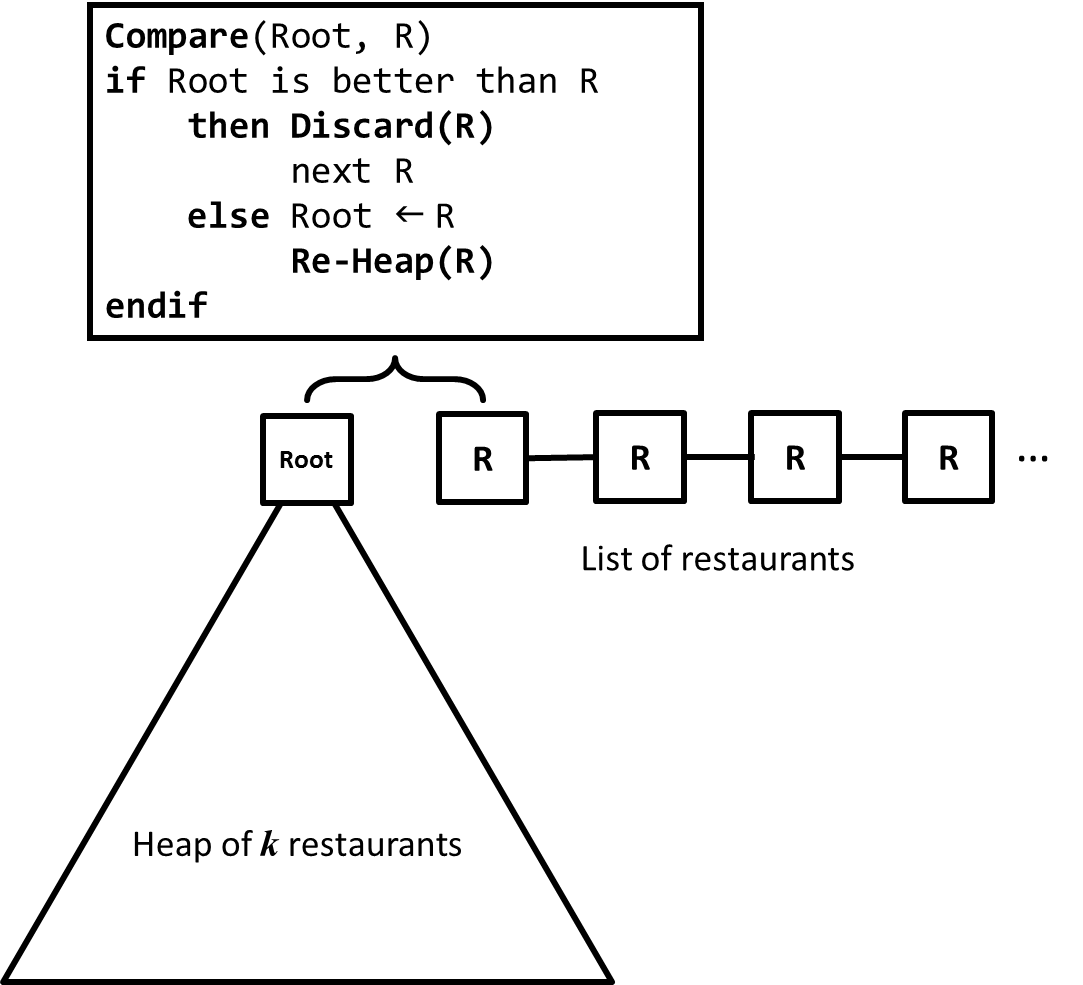 Compare(Root, R)
if Root is better than R
then Discard(R)
next R
else Root ← R
Re-Heap(R)
endif
Root
R
R
R
R
...
List of restaurants
Heap of k restaurants